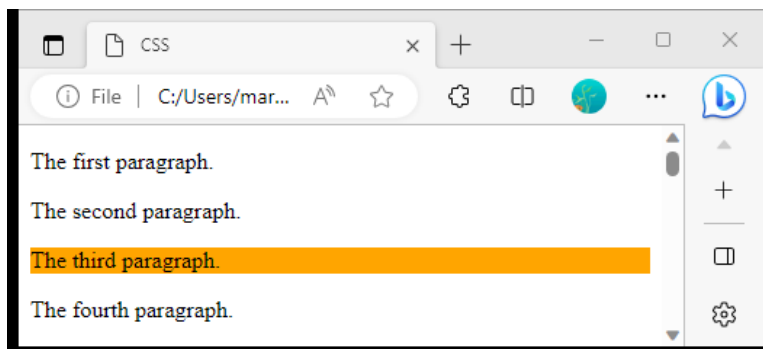 CSS
File | C:/Users/mar... A
The first paragraph.
The second paragraph.
The third paragraph.
The fourth paragraph.